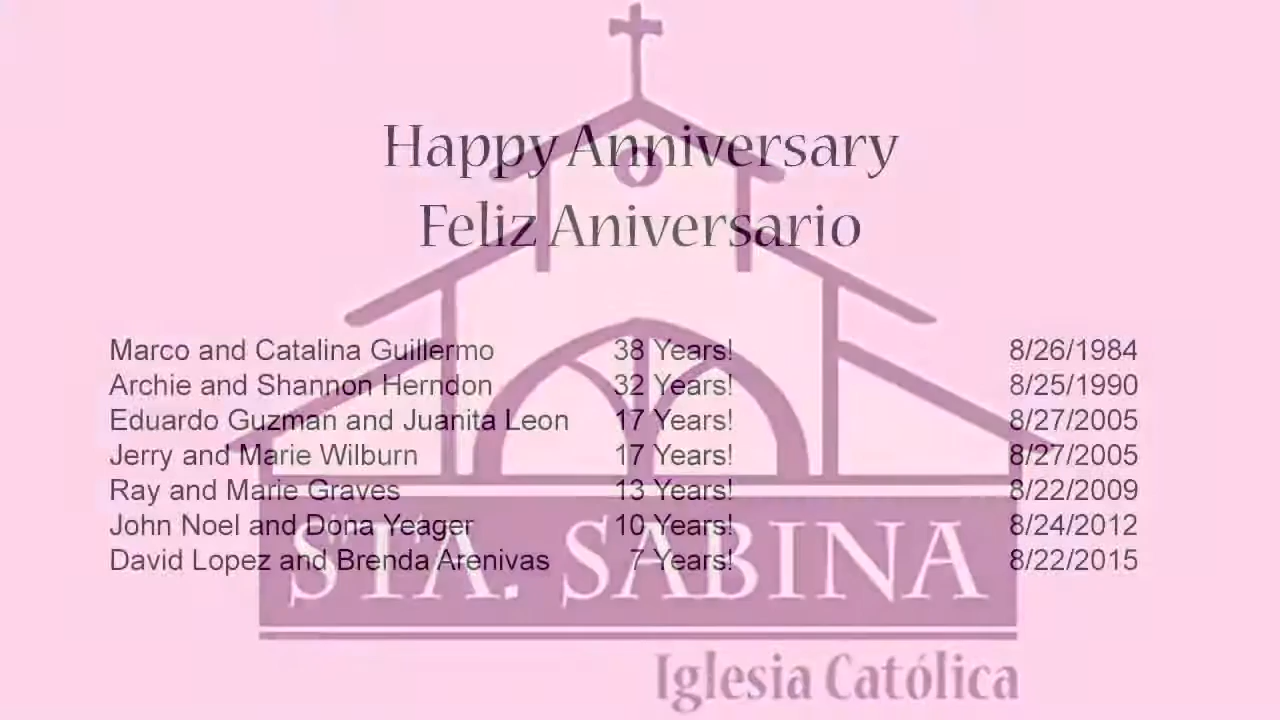 Happy Anniversary
Feliz Aniversario
Marco and Catalina Guillermo 38 Years! 8/26/1984
Archie and Shannon Herndon 32 Years! 8/25/1990
Eduardo Guzman and Juanita Leon 17 Years! 8/27/2005
Jerry and Marie Wilburn 17 Years! 8/27/2005
Ray and Marie Graves 13 Years! 8/22/2009
John Noel and Dona Yeager 10 Years! 8/24/2012
David Lopez and Brenda Arenivas 7 Years! 8/22/2015
STA. SABINA
Iglesia Católica